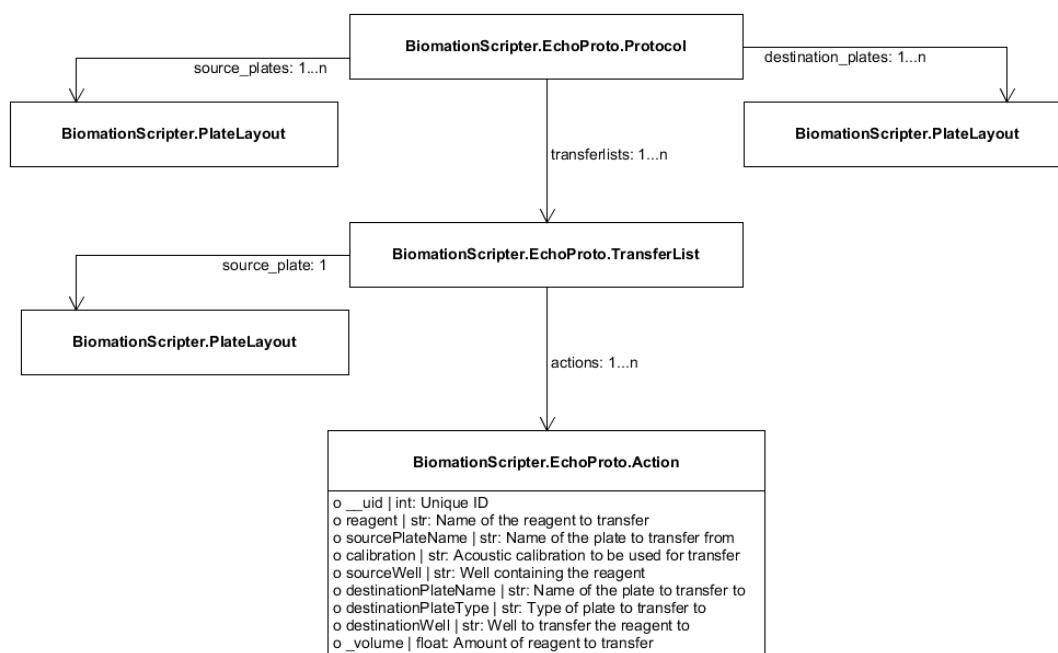 BiomationScripter.EchoProto.Protocol
source_plates: 1...n
destination_plates: 1...n
BiomationScripter.PlateLayout
BiomationScripter.PlateLayout
transferlists: 1...n
BiomationScripter.EchoProto.TransferList
source_plate: 1
BiomationScripter.PlateLayout
actions: 1...n
BiomationScripter.EchoProto.Action
o __uid | int: Unique ID
o reagent | str: Name of the reagent to transfer
o sourcePlateName | str: Name of the plate to transfer from
o calibration | str: Acoustic calibration to be used for transfer
o sourceWell | str: Well containing the reagent
o destinationPlateName | str: Name of the plate to transfer to
o destinationPlateType | str: Type of plate to transfer to
o destinationWell | str: Well to transfer the reagent to
o _volume | float: Amount of reagent to transfer